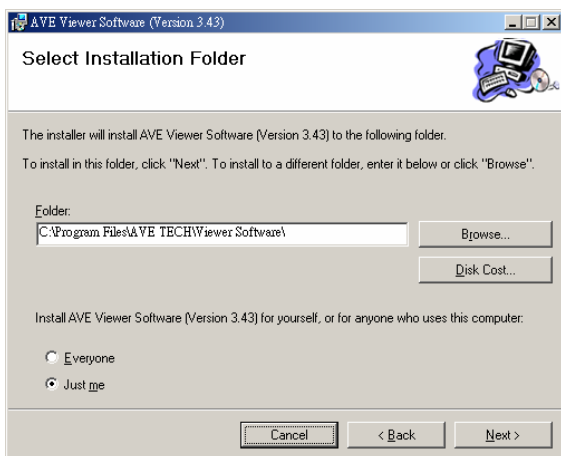 AVE Viewer Software (Version 3.43)
Select Installation Folder
The installer will install AVE Viewer Software (Version 3.43) to the following folder.
To install in this folder, click "Next". To install to a different folder, enter it below or click "Browse".
Folder:
C:\Program Files\AVE TECH\Viewer Software\
Browse...
Disk Cost...
Install AVE Viewer Software (Version 3.43) for yourself, or for anyone who uses this computer:
Everyone
Just me
Cancel
< Back
Next >